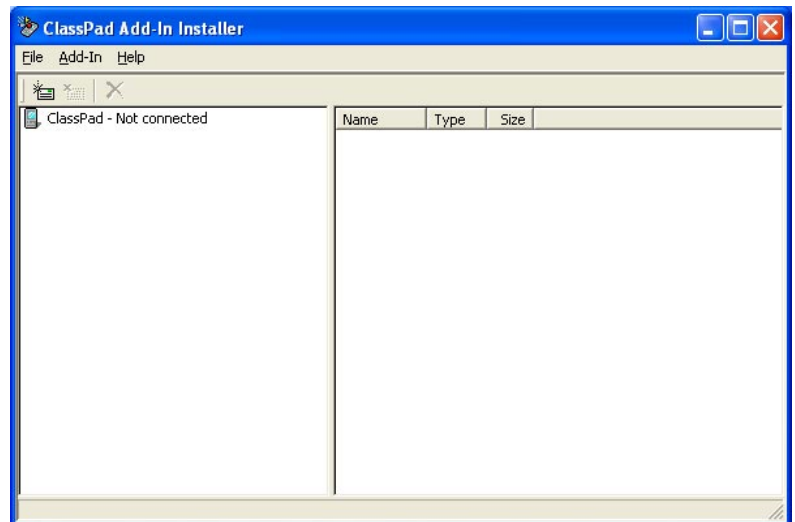 ClassPad Add-In Installer
File Add-In Help
ClassPad - Not connected
Name Type Size